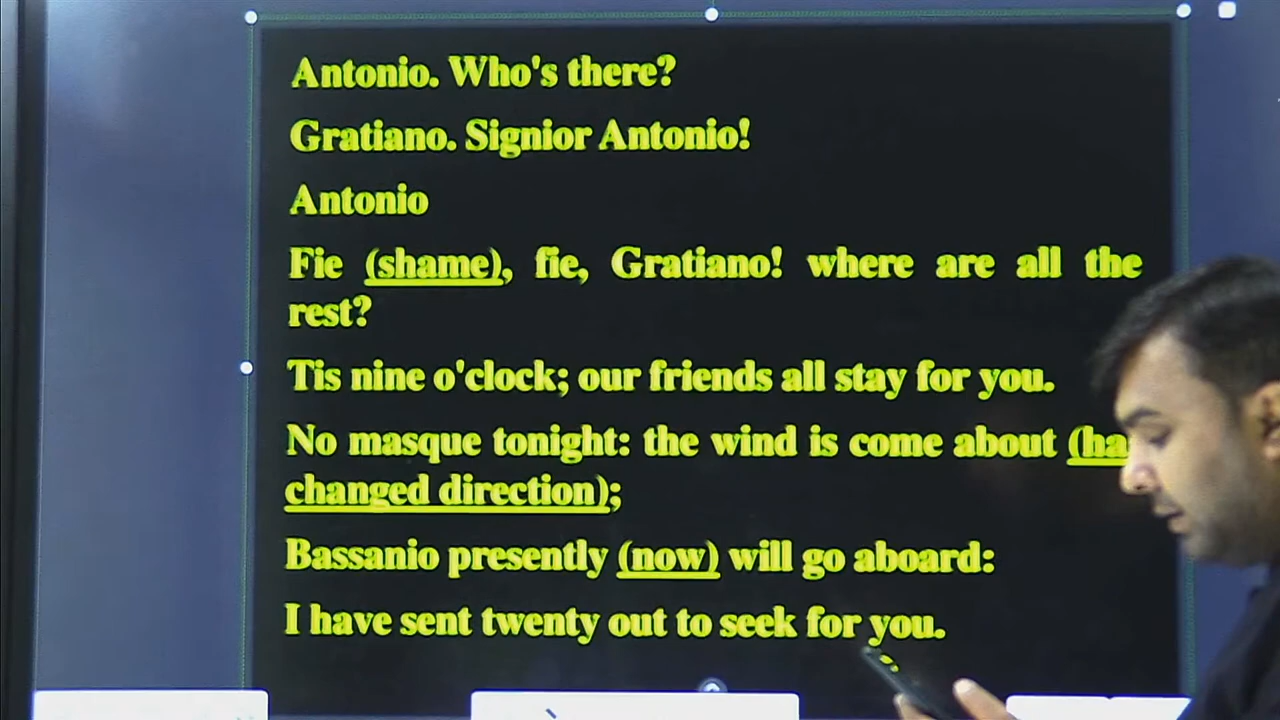 Antonio. Who's there?
Gratiano. Signior Antonio!
Antonio
Fie (shame), fie, Gratiano! where are all the
rest?
Tis nine o'clock; our friends all stay for you.
No masque tonight: the wind is come about
changed direction);
Bassanio presently (now) will go aboard:
I have sent twenty out to seek for you.